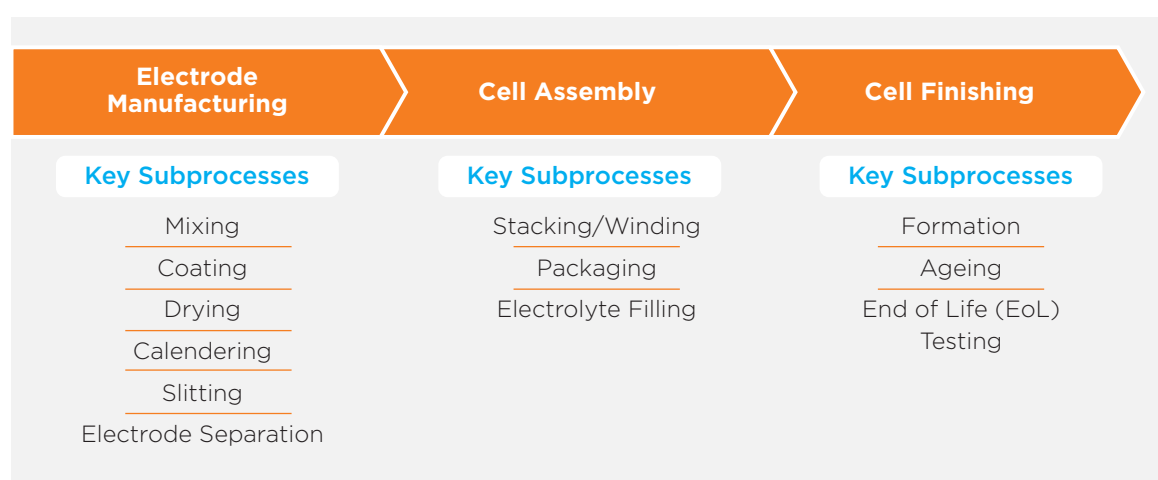 Electrode
Manufacturing
Cell Assembly
Cell Finishing
Key Subprocesses
Mixing
Coating
Drying
Calendering
Slitting
Electrode Separation
Key Subprocesses
Stacking/Winding
Packaging
Electrolyte Filling
Key Subprocesses
Formation
Ageing
End of Life (EoL)
Testing